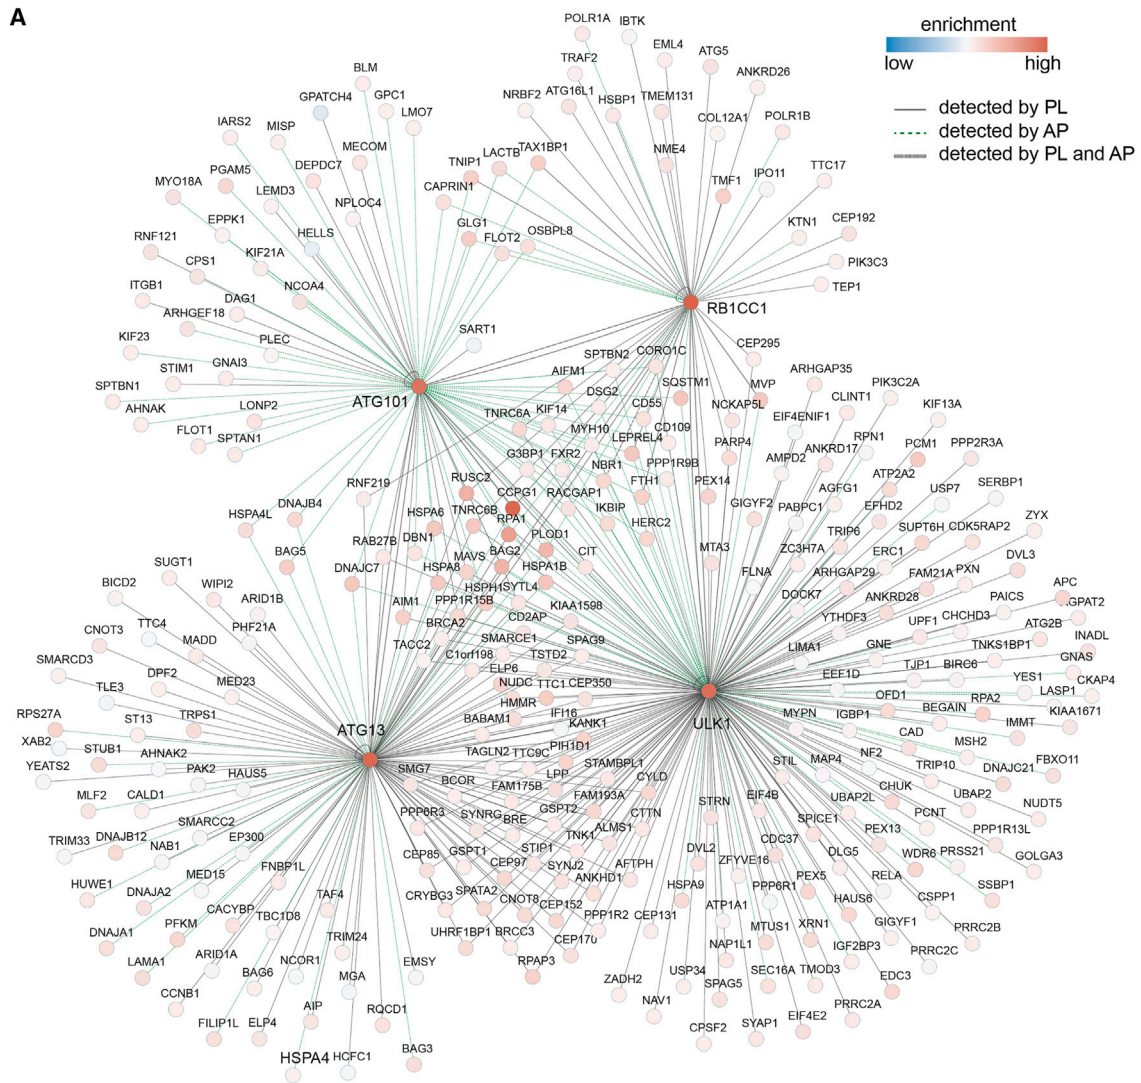 A
enrichment
low high
detected by PL
detected by AP
detected by PL and AP
POLR1A
IBTK
EML4
ATG5
TRAF2
ANKRD26
BLM
GPATCH4
GPC1
LMO7
NRBF2
ATG16L1
HSBP1
TMEM131
COL12A1
POLR1B
IARS2
MISP
MECOM
TNIP1
LACTB
TAX1BP1
NME4
TMF1
IPO11
TTC17
PGAM5
DEPDC7
MYO18A
LEMD3
NPLOC4
CAPRIN1
GLG1
FLOT2
OSBPL8
KTN1
CEP192
EPPK1
HELLS
RNF121
KIF21A
CPS1
PIK3C3
ITGB1
NCOA4
DAG1
TEP1
RB1CC1
ARHGEF18
KIF23
PLEC
SART1
SPTBN2
CORO1C
CEP295
STIM1
GNAI3
AIFM1
SQSTM1
MVP
ARHGAP35
SPTBN1
ATG101
DSG2
CD55
NCKAP5L
CLINT1
PIK3C2A
AHNAK
LONP2
TNRC6A
KIF14
CD109
EIF4ENIF1
KIF13A
FLOT1
SPTAN1
MYH10
LEPREL4
PARP4
ANKRD17
RPN1
PCM1
PPP2R3A
G3BP1
FXR2
NBR1
PPP1R9B
AMPD2
ATP2A2
RNF219
RUSC2
CCPG1
RACGAP1
FTH1
PEX14
AGFG1
USP7
SERBP1
DNAJB4
HSPA4L
HSPA6
TNRC6B
RPA1
IKBIP
HERC2
GIGYF2
PABPC1
EFHD2
ZYX
BAG5
RAB27B
DBN1
PLOD1
TRIP6
SUPT6H
CDK5RAP2
DNAJC7
MAVS
BAG2
CIT
MTA3
ZC3H7A
ERC1
DVL3
HSPA8
HSPA1B
FLNA
ARHGAP29
FAM21A
PXN
APC
SUGT1
HSPH1
SYTL4
DOCK7
ANKRD28
PAICS
AGPAT2
BICD2
WIPI2
AIM1
PPP1R15B
KIAA1598
YTHDF3
CHCHD3
ATG2B
TTC4
ARID1B
BRCA2
CD2AP
UPF1
INADL
CNOT3
MADD
PHF21A
TACC2
SMARCE1
SPAG9
LIMA1
GNE
TNKS1BP1
GNAS
SMARCD3
DPF2
C1orf198
TSTD2
TJP1
BIRC6
CKAP4
TLE3
MED23
ELP6
NUDC
TTC1
CEP350
EEF1D
YES1
LASP1
RPS27A
ST13
TRPS1
ATG13
HMMR
BABAM1
IFI16
KANK1
ULK1
OFD1
BEGAIN
RPA2
KIAA1671
XAB2
STUB1
AHNAK2
MYPN
IGBP1
CAD
IMMT
YEATS2
PAK2
HAUS5
TAGLN2
TTC9C
PIH1D1
NF2
MSH2
FBXO11
MLF2
CALD1
SMG7
BCOR
LPP
STAMBPL1
CYLD
STIL
MAP4
TRIP10
DNAJC21
FAM175B
FAM193A
CHUK
NUDT5
TRIM33
DNAJB12
SMARCC2
PPP6R3
SYNRG
BRE
GSPT2
CTTN
STRN
EIF4B
UBAP2L
UBAP2
PCNT
PPP1R13L
NAB1
EP300
TNK1
ALMS1
SPICE1
PEX13
GOLGA3
CEP85
GSPT1
STIP1
CDC37
HUWE1
MED15
FNBP1L
CEP97
SYNJ2
AFTPH
DVL2
ZFYVE16
DLG5
WDR6
PRSS21
DNAJA2
TAF4
SPATA2
ANKHD1
HSPA9
PEX5
RELA
SSBP1
CACYBP
TBC1D8
CRYBG3
CNOT8
CEP152
PPP1R2
PPP6R1
HAUS6
CSPP1
PFKM
ATP1A1
DNAJA1
TRIM24
UHRF1BP1
BRCC3
CEP131
MTUS1
XRN1
GIGYF1
PRRC2B
ARID1A
CEP170
NAP1L1
IGF2BP3
PRRC2C
LAMA1
BAG6
NCOR1
EMSY
RPAP3
MGA
USP34
SEC16A
TMOD3
EDC3
CCNB1
ZADH2
SPAG5
AIP
RQCD1
NAV1
PRRC2A
FILIP1L
ELP4
EIF4E2
HSPA4
HCFC1
BAG3
CPSF2
SYAP1